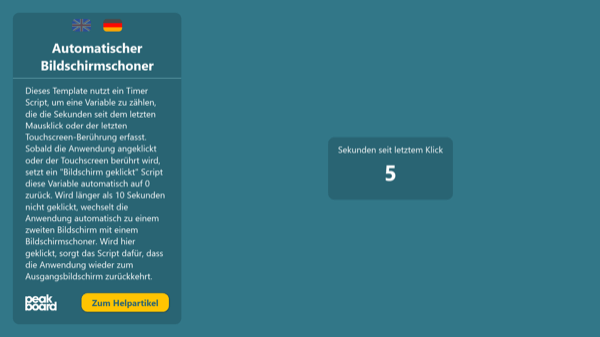 Automatischer
Bildschirmschoner
Dieses Template nutzt ein Timer
Script, um eine Variable zu zählen,
die die Sekunden seit dem letzten
Mausklick oder der letzten
Touchscreen-Berührung erfasst.
Sobald die Anwendung angeklickt
oder der Touchscreen berührt wird,
setzt ein "Bildschirm geklickt" Script
diese Variable automatisch auf 0
zurück. Wird länger als 10 Sekunden
nicht geklickt, wechselt die
Anwendung automatisch zu einem
zweiten Bildschirm mit einem
Bildschirmschoner. Wird hier
geklickt, sorgt das Script dafür, dass
die Anwendung wieder zum
Ausgangsbildschirm zurückkehrt.
peak
board
Zum Helpartikel
Sekunden seit letztem Klick
5